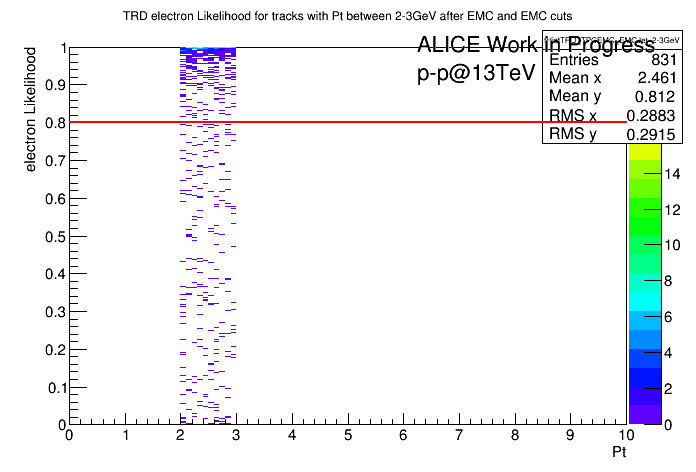 TRD electron Likelihood for tracks with Pt between 2-3GeV after EMC and EMC cuts
ALICE Work in Progress
p-p@13TeV
Entries 831
Mean x 2.461
Mean y 0.812
RMS x 0.2883
RMS y 0.2915
electron Likelihood
1
0.9
0.8
0.7
0.6
0.5
0.4
0.3
0.2
0.1
0
0 1 2 3 4 5 6 7 8 9 10
Pt
14
12
10
8
6
4
2
0